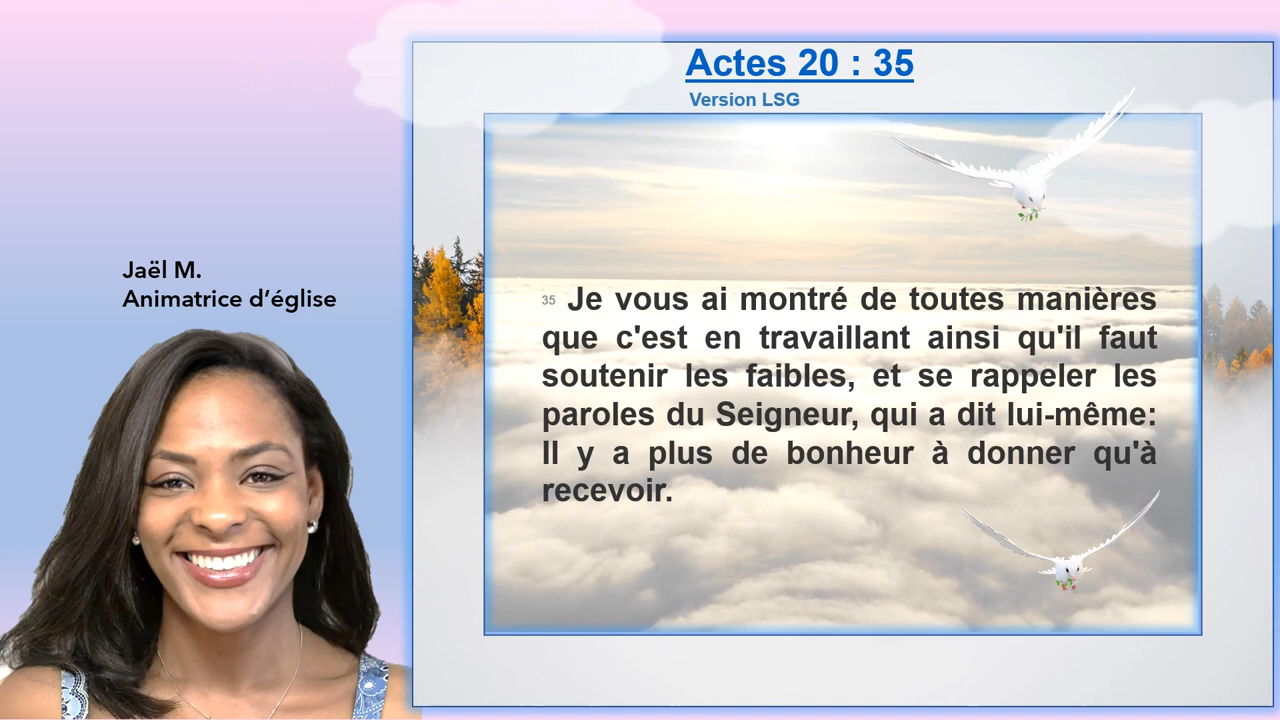 Actes 20 : 35
Version LSG
Jaël M.
Animatrice d’église
35 Je vous ai montré de toutes manières
que c'est en travaillant ainsi qu'il faut
soutenir les faibles, et se rappeler les
paroles du Seigneur, qui a dit lui-même:
Il y a plus de bonheur à donner qu'à
recevoir.